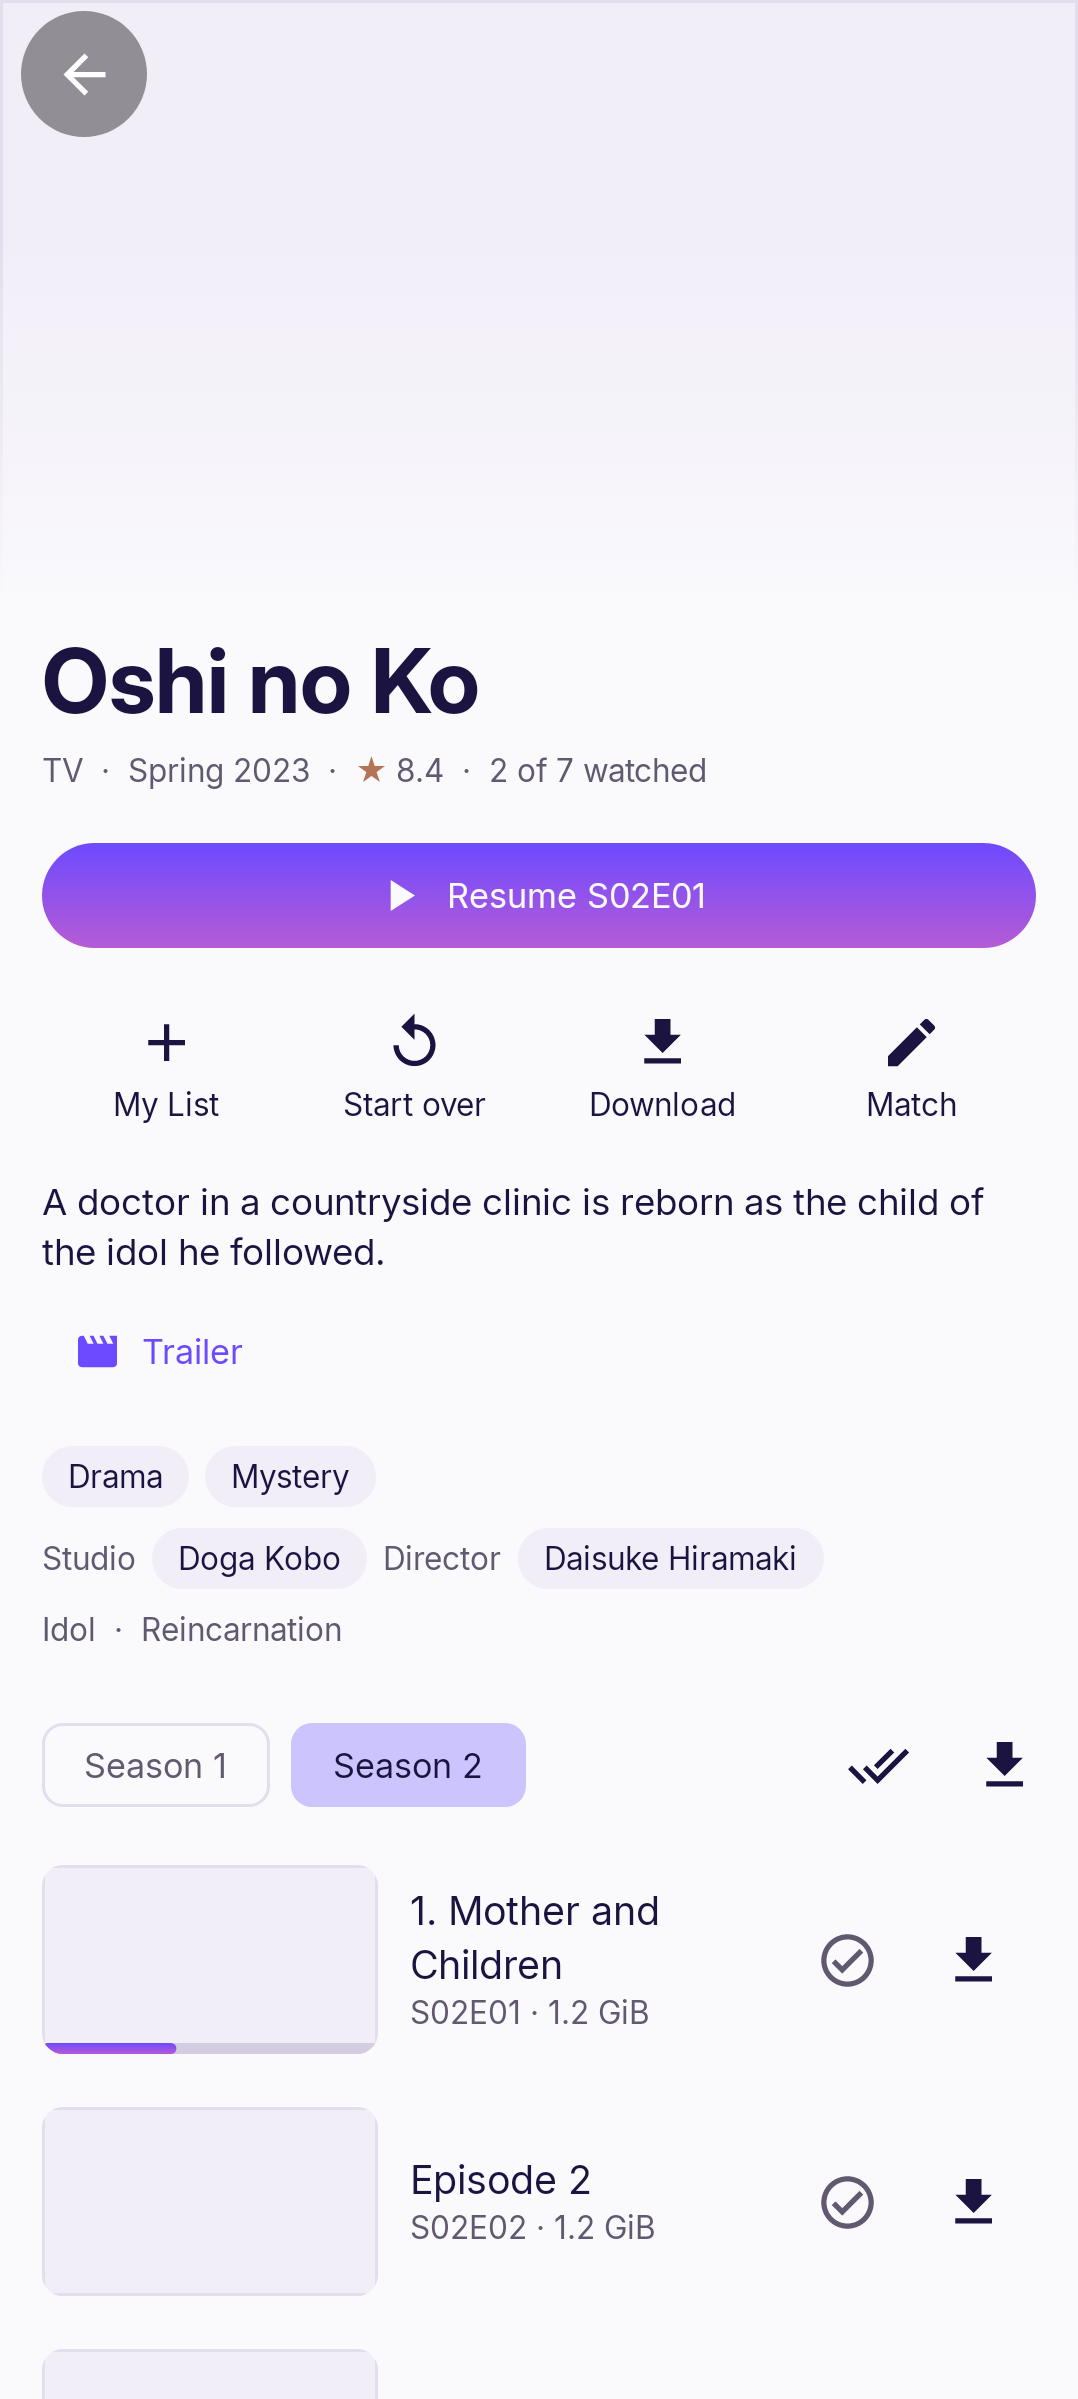 Oshi no Ko
TV · Spring 2023 · ★ 8.4 · 2 of 7 watched
Resume S02E01
My List Start over Download Match
A doctor in a countryside clinic is reborn as the child of
the idol he followed.
Trailer
Drama Mystery
Studio Doga Kobo Director Daisuke Hiramaki
Idol · Reincarnation
Season 1 Season 2
1. Mother and
Children
S02E01 · 1.2 GiB
Episode 2
S02E02 · 1.2 GiB